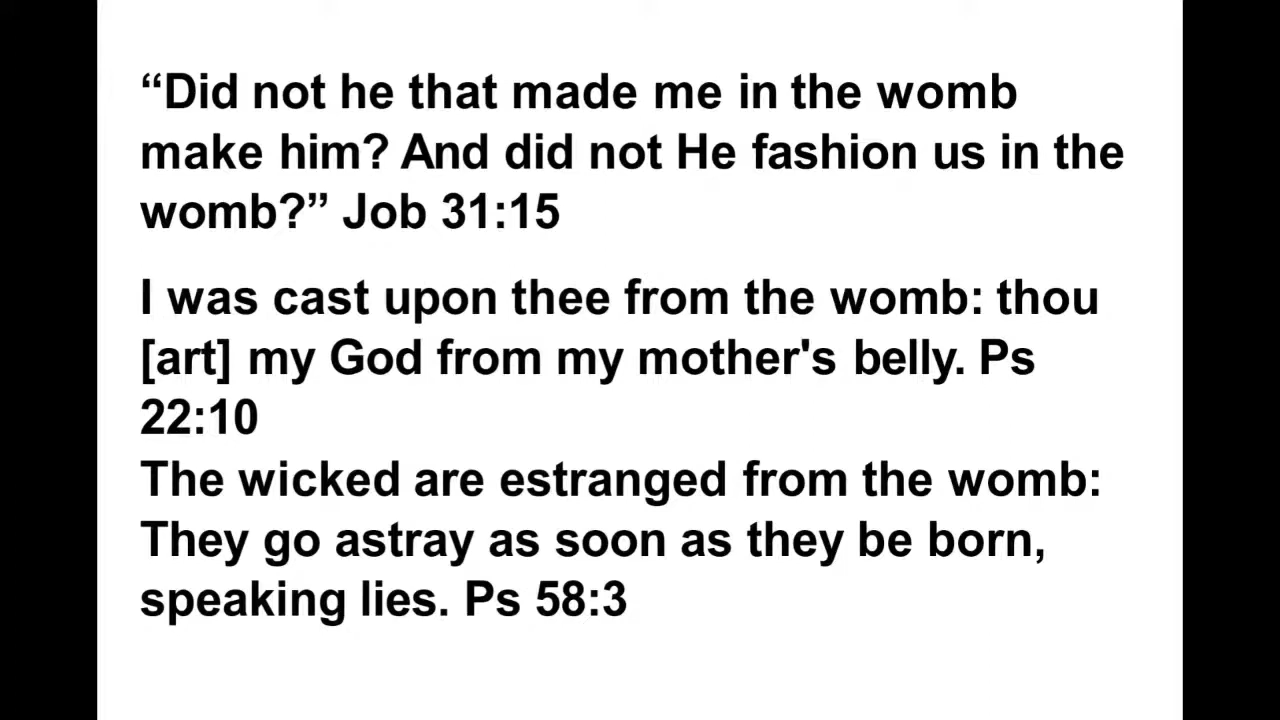 “Did not he that made me in the womb
make him? And did not He fashion us in the
womb?” Job 31:15
I was cast upon thee from the womb: thou
[art] my God from my mother's belly. Ps
22:10
The wicked are estranged from the womb:
They go astray as soon as they be born,
speaking lies. Ps 58:3